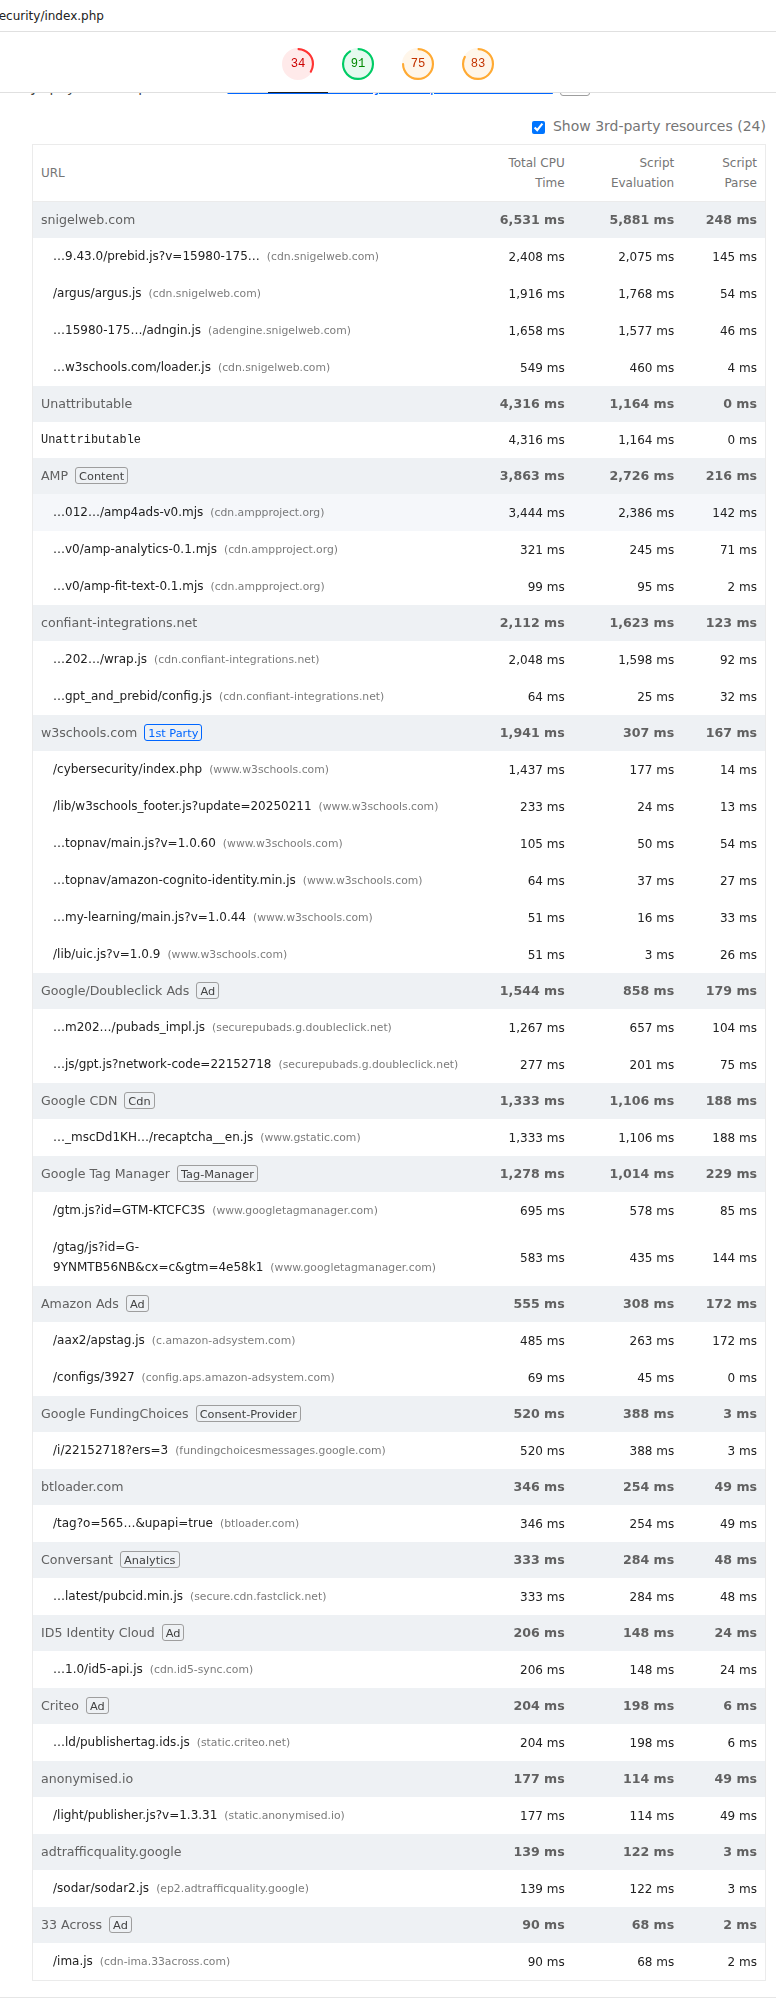 ecurity/index.php
34 91 75 83
Show 3rd-party resources (24)
URL Total CPU Time Script Evaluation Script Parse
snigelweb.com 6,531 ms 5,881 ms 248 ms
…9.43.0/prebid.js?v=15980-175… (cdn.snigelweb.com) 2,408 ms 2,075 ms 145 ms
/argus/argus.js (cdn.snigelweb.com) 1,916 ms 1,768 ms 54 ms
…15980-175…/adngin.js (adengine.snigelweb.com) 1,658 ms 1,577 ms 46 ms
…w3schools.com/loader.js (cdn.snigelweb.com) 549 ms 460 ms 4 ms
Unattributable 4,316 ms 1,164 ms 0 ms
Unattributable 4,316 ms 1,164 ms 0 ms
AMP Content 3,863 ms 2,726 ms 216 ms
…012…/amp4ads-v0.mjs (cdn.ampproject.org) 3,444 ms 2,386 ms 142 ms
…v0/amp-analytics-0.1.mjs (cdn.ampproject.org) 321 ms 245 ms 71 ms
…v0/amp-fit-text-0.1.mjs (cdn.ampproject.org) 99 ms 95 ms 2 ms
confiant-integrations.net 2,112 ms 1,623 ms 123 ms
…202…/wrap.js (cdn.confiant-integrations.net) 2,048 ms 1,598 ms 92 ms
…gpt_and_prebid/config.js (cdn.confiant-integrations.net) 64 ms 25 ms 32 ms
w3schools.com 1st Party 1,941 ms 307 ms 167 ms
/cybersecurity/index.php (www.w3schools.com) 1,437 ms 177 ms 14 ms
/lib/w3schools_footer.js?update=20250211 (www.w3schools.com) 233 ms 24 ms 13 ms
…topnav/main.js?v=1.0.60 (www.w3schools.com) 105 ms 50 ms 54 ms
…topnav/amazon-cognito-identity.min.js (www.w3schools.com) 64 ms 37 ms 27 ms
…my-learning/main.js?v=1.0.44 (www.w3schools.com) 51 ms 16 ms 33 ms
/lib/uic.js?v=1.0.9 (www.w3schools.com) 51 ms 3 ms 26 ms
Google/Doubleclick Ads Ad 1,544 ms 858 ms 179 ms
…m202…/pubads_impl.js (securepubads.g.doubleclick.net) 1,267 ms 657 ms 104 ms
…js/gpt.js?network-code=22152718 (securepubads.g.doubleclick.net) 277 ms 201 ms 75 ms
Google CDN Cdn 1,333 ms 1,106 ms 188 ms
…_mscDd1KH…/recaptcha__en.js (www.gstatic.com) 1,333 ms 1,106 ms 188 ms
Google Tag Manager Tag-Manager 1,278 ms 1,014 ms 229 ms
/gtm.js?id=GTM-KTCFC3S (www.googletagmanager.com) 695 ms 578 ms 85 ms
/gtag/js?id=G-
9YNMTB56NB&cx=c&gtm=4e58k1 (www.googletagmanager.com) 583 ms 435 ms 144 ms
Amazon Ads Ad 555 ms 308 ms 172 ms
/aax2/apstag.js (c.amazon-adsystem.com) 485 ms 263 ms 172 ms
/configs/3927 (config.aps.amazon-adsystem.com) 69 ms 45 ms 0 ms
Google FundingChoices Consent-Provider 520 ms 388 ms 3 ms
/i/22152718?ers=3 (fundingchoicesmessages.google.com) 520 ms 388 ms 3 ms
btloader.com 346 ms 254 ms 49 ms
/tag?o=565…&upapi=true (btloader.com) 346 ms 254 ms 49 ms
Conversant Analytics 333 ms 284 ms 48 ms
…latest/pubcid.min.js (secure.cdn.fastclick.net) 333 ms 284 ms 48 ms
ID5 Identity Cloud Ad 206 ms 148 ms 24 ms
…1.0/id5-api.js (cdn.id5-sync.com) 206 ms 148 ms 24 ms
Criteo Ad 204 ms 198 ms 6 ms
…ld/publishertag.ids.js (static.criteo.net) 204 ms 198 ms 6 ms
anonymised.io 177 ms 114 ms 49 ms
/light/publisher.js?v=1.3.31 (static.anonymised.io) 177 ms 114 ms 49 ms
adtrafficquality.google 139 ms 122 ms 3 ms
/sodar/sodar2.js (ep2.adtrafficquality.google) 139 ms 122 ms 3 ms
33 Across Ad 90 ms 68 ms 2 ms
/ima.js (cdn-ima.33across.com) 90 ms 68 ms 2 ms